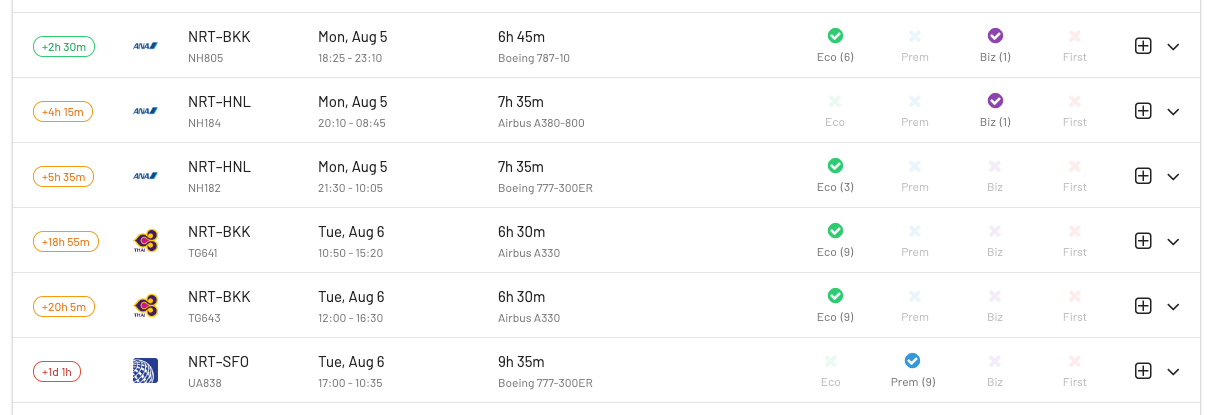 +2h 30m ANA NRT–BKK Mon, Aug 5 6h 45m
NH805 18:25 - 23:10 Boeing 787-10 Eco (6) Prem Biz (1) First
+4h 15m ANA NRT–HNL Mon, Aug 5 7h 35m
NH184 20:10 - 08:45 Airbus A380-800 Eco Prem Biz (1) First
+5h 35m ANA NRT–HNL Mon, Aug 5 7h 35m
NH182 21:30 - 10:05 Boeing 777-300ER Eco (3) Prem Biz First
+18h 55m NRT–BKK Tue, Aug 6 6h 30m
THAI TG641 10:50 - 15:20 Airbus A330 Eco (9) Prem Biz First
+20h 5m NRT–BKK Tue, Aug 6 6h 30m
THAI TG643 12:00 - 16:30 Airbus A330 Eco (9) Prem Biz First
+1d 1h NRT–SFO Tue, Aug 6 9h 35m
UA838 17:00 - 10:35 Boeing 777-300ER Eco Prem (9) Biz First